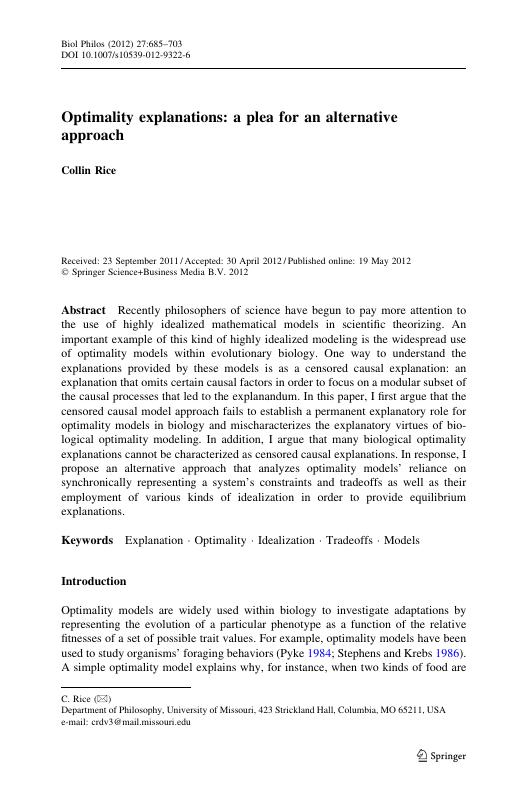 Biol Philos (2012) 27:685–703
DOI 10.1007/s10539-012-9322-6
Optimality explanations: a plea for an alternative
approach
Collin Rice
Received: 23 September 2011 / Accepted: 30 April 2012 / Published online: 19 May 2012
© Springer Science+Business Media B.V. 2012
Abstract Recently philosophers of science have begun to pay more attention to
the use of highly idealized mathematical models in scientific theorizing. An
important example of this kind of highly idealized modeling is the widespread use
of optimality models within evolutionary biology. One way to understand the
explanations provided by these models is as a censored causal explanation: an
explanation that omits certain causal factors in order to focus on a modular subset of
the causal processes that led to the explanandum. In this paper, I first argue that the
censored causal model approach fails to establish a permanent explanatory role for
optimality models in biology and mischaracterizes the explanatory virtues of bio-
logical optimality modeling. In addition, I argue that many biological optimality
explanations cannot be characterized as censored causal explanations. In response, I
propose an alternative approach that analyzes optimality models' reliance on
synchronically representing a system's constraints and tradeoffs as well as their
employment of various kinds of idealization in order to provide equilibrium
explanations.
Keywords Explanation · Optimality · Idealization · Tradeoffs · Models
Introduction
Optimality models are widely used within biology to investigate adaptations by
representing the evolution of a particular phenotype as a function of the relative
fitnesses of a set of possible trait values. For example, optimality models have been
used to study organisms' foraging behaviors (Pyke 1984; Stephens and Krebs 1986).
A simple optimality model explains why, for instance, when two kinds of food are
C. Rice (✉)
Department of Philosophy, University of Missouri, 423 Strickland Hall, Columbia, MO 65211, USA
e-mail: crdv3@mail.missouri.edu
Springer